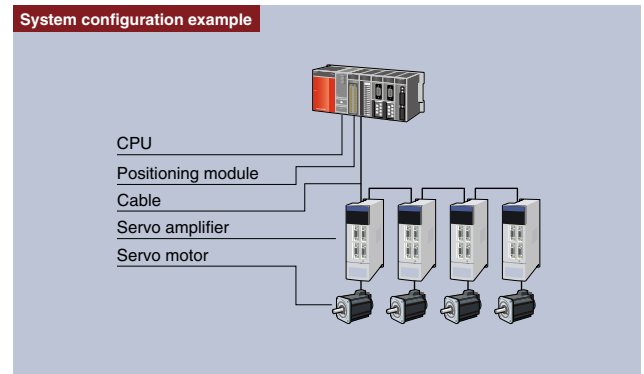 System configuration example
CPU
Positioning module
Cable
Servo amplifier
Servo motor